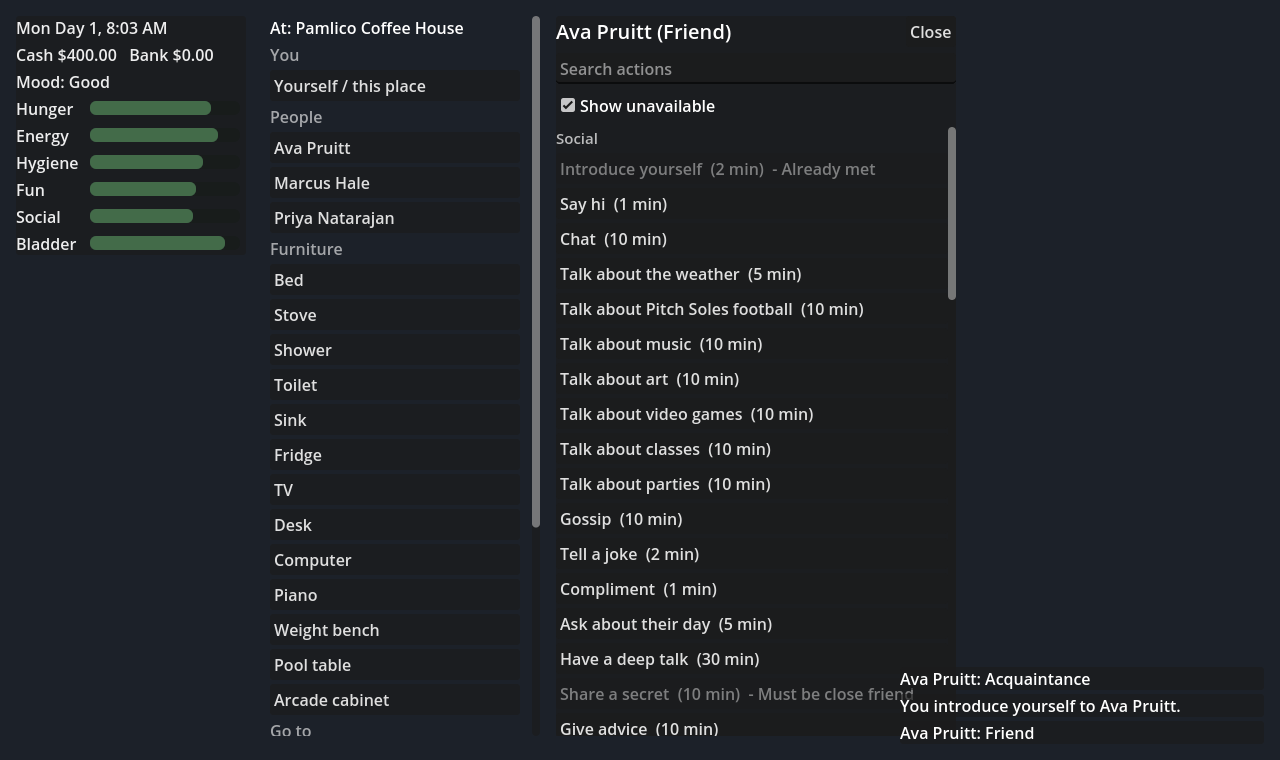 Mon Day 1, 8:03 AM
Cash $400.00 Bank $0.00
Mood: Good
Hunger
Energy
Hygiene
Fun
Social
Bladder
At: Pamlico Coffee House
You
Yourself / this place
People
Ava Pruitt
Marcus Hale
Priya Natarajan
Furniture
Bed
Stove
Shower
Toilet
Sink
Fridge
TV
Desk
Computer
Piano
Weight bench
Pool table
Arcade cabinet
Go to
Ava Pruitt (Friend)
Close
Search actions
Show unavailable
Social
Introduce yourself (2 min) - Already met
Say hi (1 min)
Chat (10 min)
Talk about the weather (5 min)
Talk about Pitch Soles football (10 min)
Talk about music (10 min)
Talk about art (10 min)
Talk about video games (10 min)
Talk about classes (10 min)
Talk about parties (10 min)
Gossip (10 min)
Tell a joke (2 min)
Compliment (1 min)
Ask about their day (5 min)
Have a deep talk (30 min)
Share a secret (10 min) - Must be close friend
Give advice (10 min)
Ava Pruitt: Acquaintance
You introduce yourself to Ava Pruitt.
Ava Pruitt: Friend